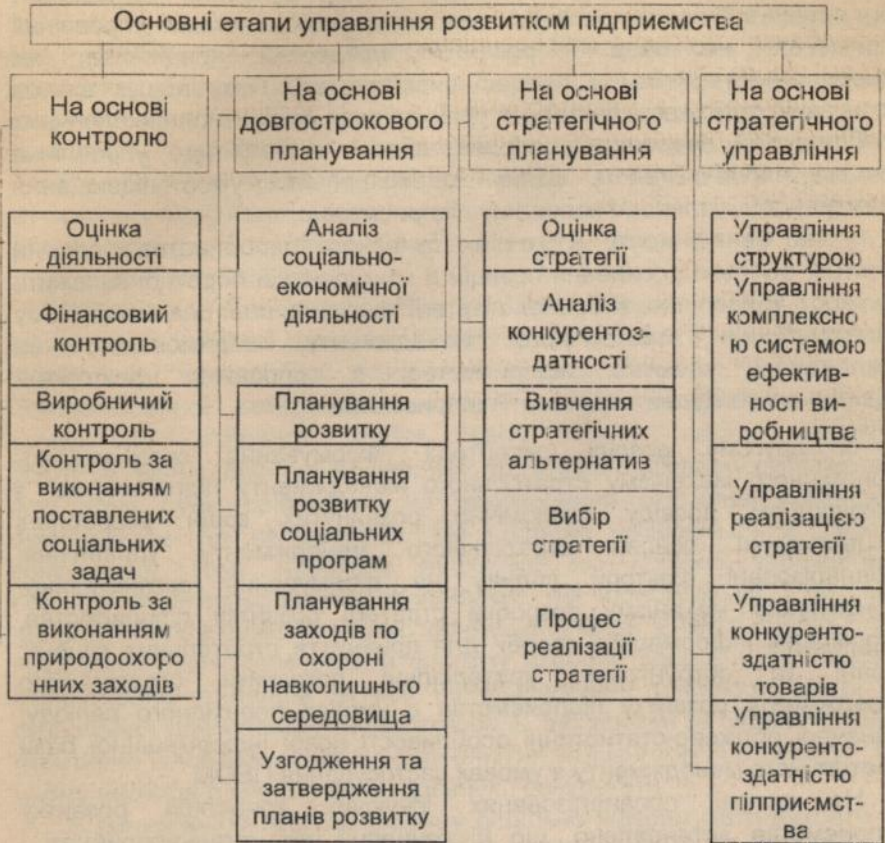 Основні етапи управління розвитком підприємства
На основі
контролю
На основі
довгострокового
планування
На основі
стратегічного
планування
На основі
стратегічного
управління
Оцінка
діяльності
Фінансовий
контроль
Виробничий
контроль
Контроль за
виконанням
поставлених
соціальних
задач
Контроль за
виконанням
природоохоро
нних заходів
Аналіз
соціально-
економічної
діяльності
Планування
розвитку
Планування
розвитку
соціальних
програм
Планування
заходів по
охороні
навколишнього
середовища
Узгодження та
затвердження
планів розвитку
Оцінка
стратегії
Аналіз
конкурентоз-
датності
Вивчення
стратегічних
альтернатив
Вибір
стратегії
Процес
реалізації
стратегії
Управління
структурою
Управління
комплексно
ю системою
ефектив-
ності ви-
робництва
Управління
реалізацією
стратегії
Управління
конкуренто-
здатністю
товарів
Управління
конкуренто-
здатністю
пілприємст-
ва